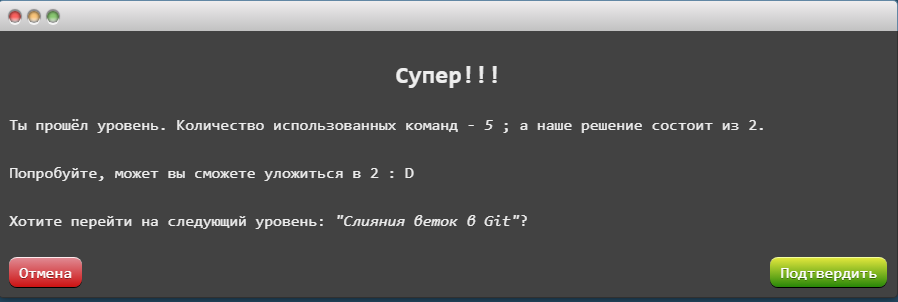 Супер!!!
Ты прошёл уровень. Количество использованных команд - 5 ; а наше решение состоит из 2.
Попробуйте, может вы сможете уложиться в 2 : D
Хотите перейти на следующий уровень: "Слияния веток в Git"?
Отмена
Подтвердить